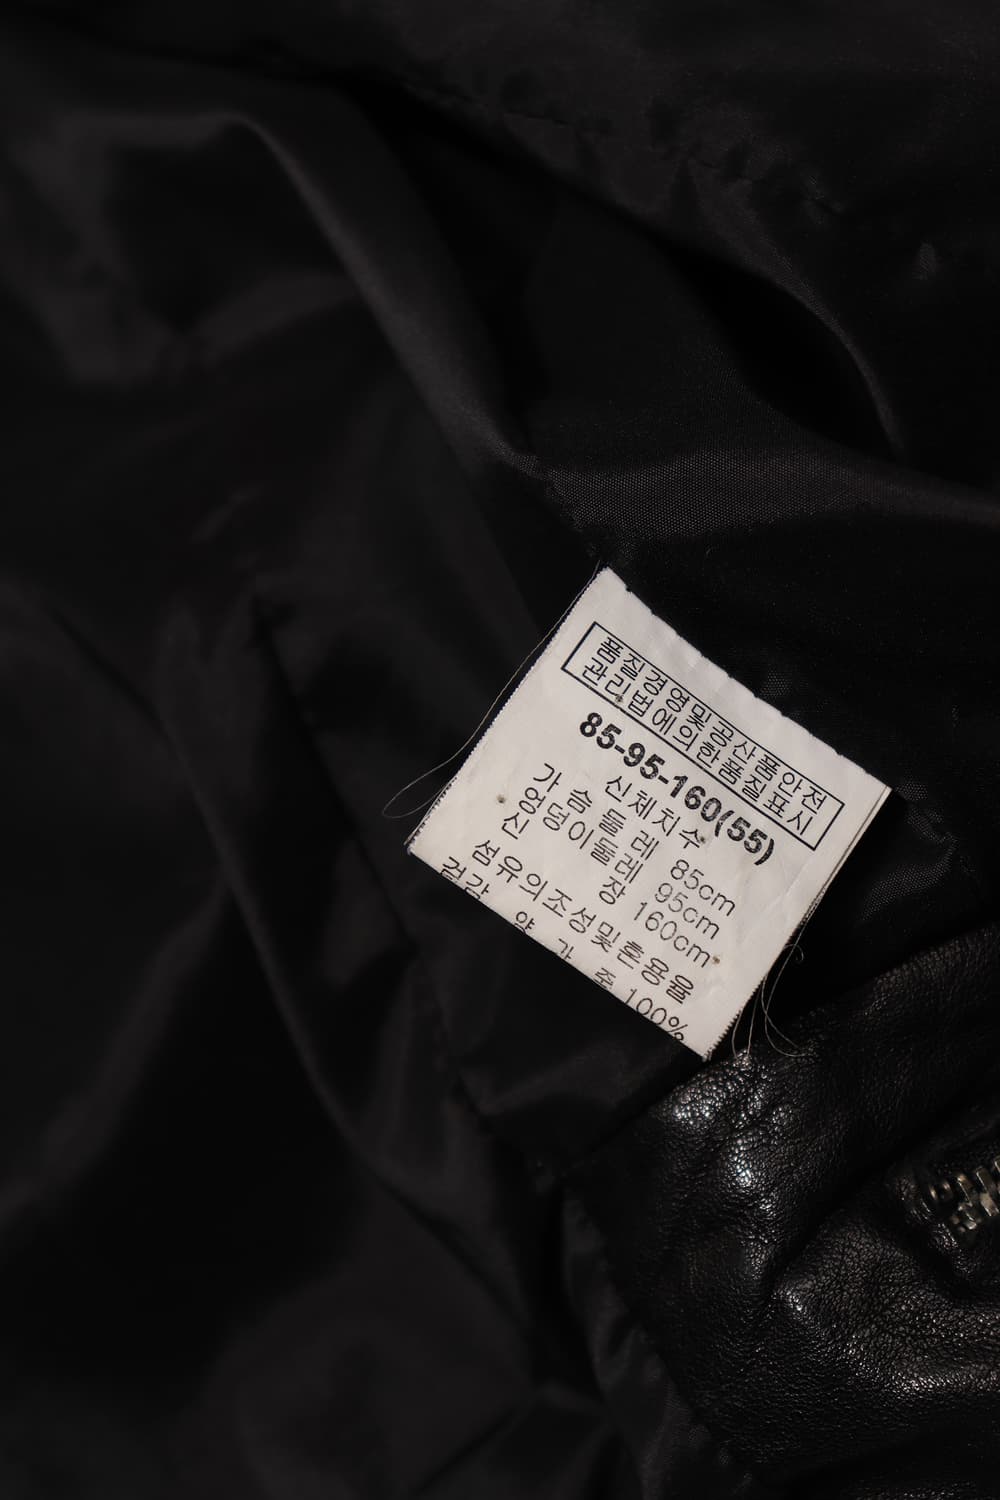 품질경영및공산품안전
관리법에의한품질표시
85-95-160(55)
신체치수
가슴둘레 85cm
엉덩이둘레 95cm
신장 160cm
섬유의조성및혼용율
겉감 양가죽 100%